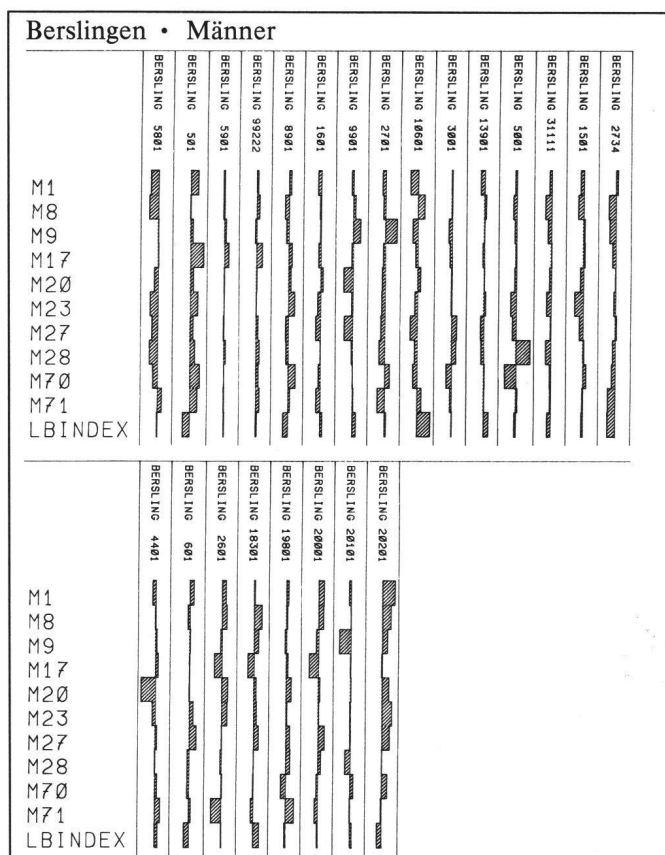 Berslingen • Männer
BERSLING 5801
BERSLING 501
BERSLING 5901
BERSLING 99222
BERSLING 8901
BERSLING 1601
BERSLING 9901
BERSLING 2701
BERSLING 10601
BERSLING 3001
BERSLING 13901
BERSLING 5001
BERSLING 31111
BERSLING 1501
BERSLING 2734
M1
M8
M9
M17
M20
M23
M27
M28
M70
M71
LBINDEX
BERSLING 4401
BERSLING 601
BERSLING 2601
BERSLING 18301
BERSLING 19801
BERSLING 20001
BERSLING 20101
BERSLING 20201
M1
M8
M9
M17
M20
M23
M27
M28
M70
M71
LBINDEX